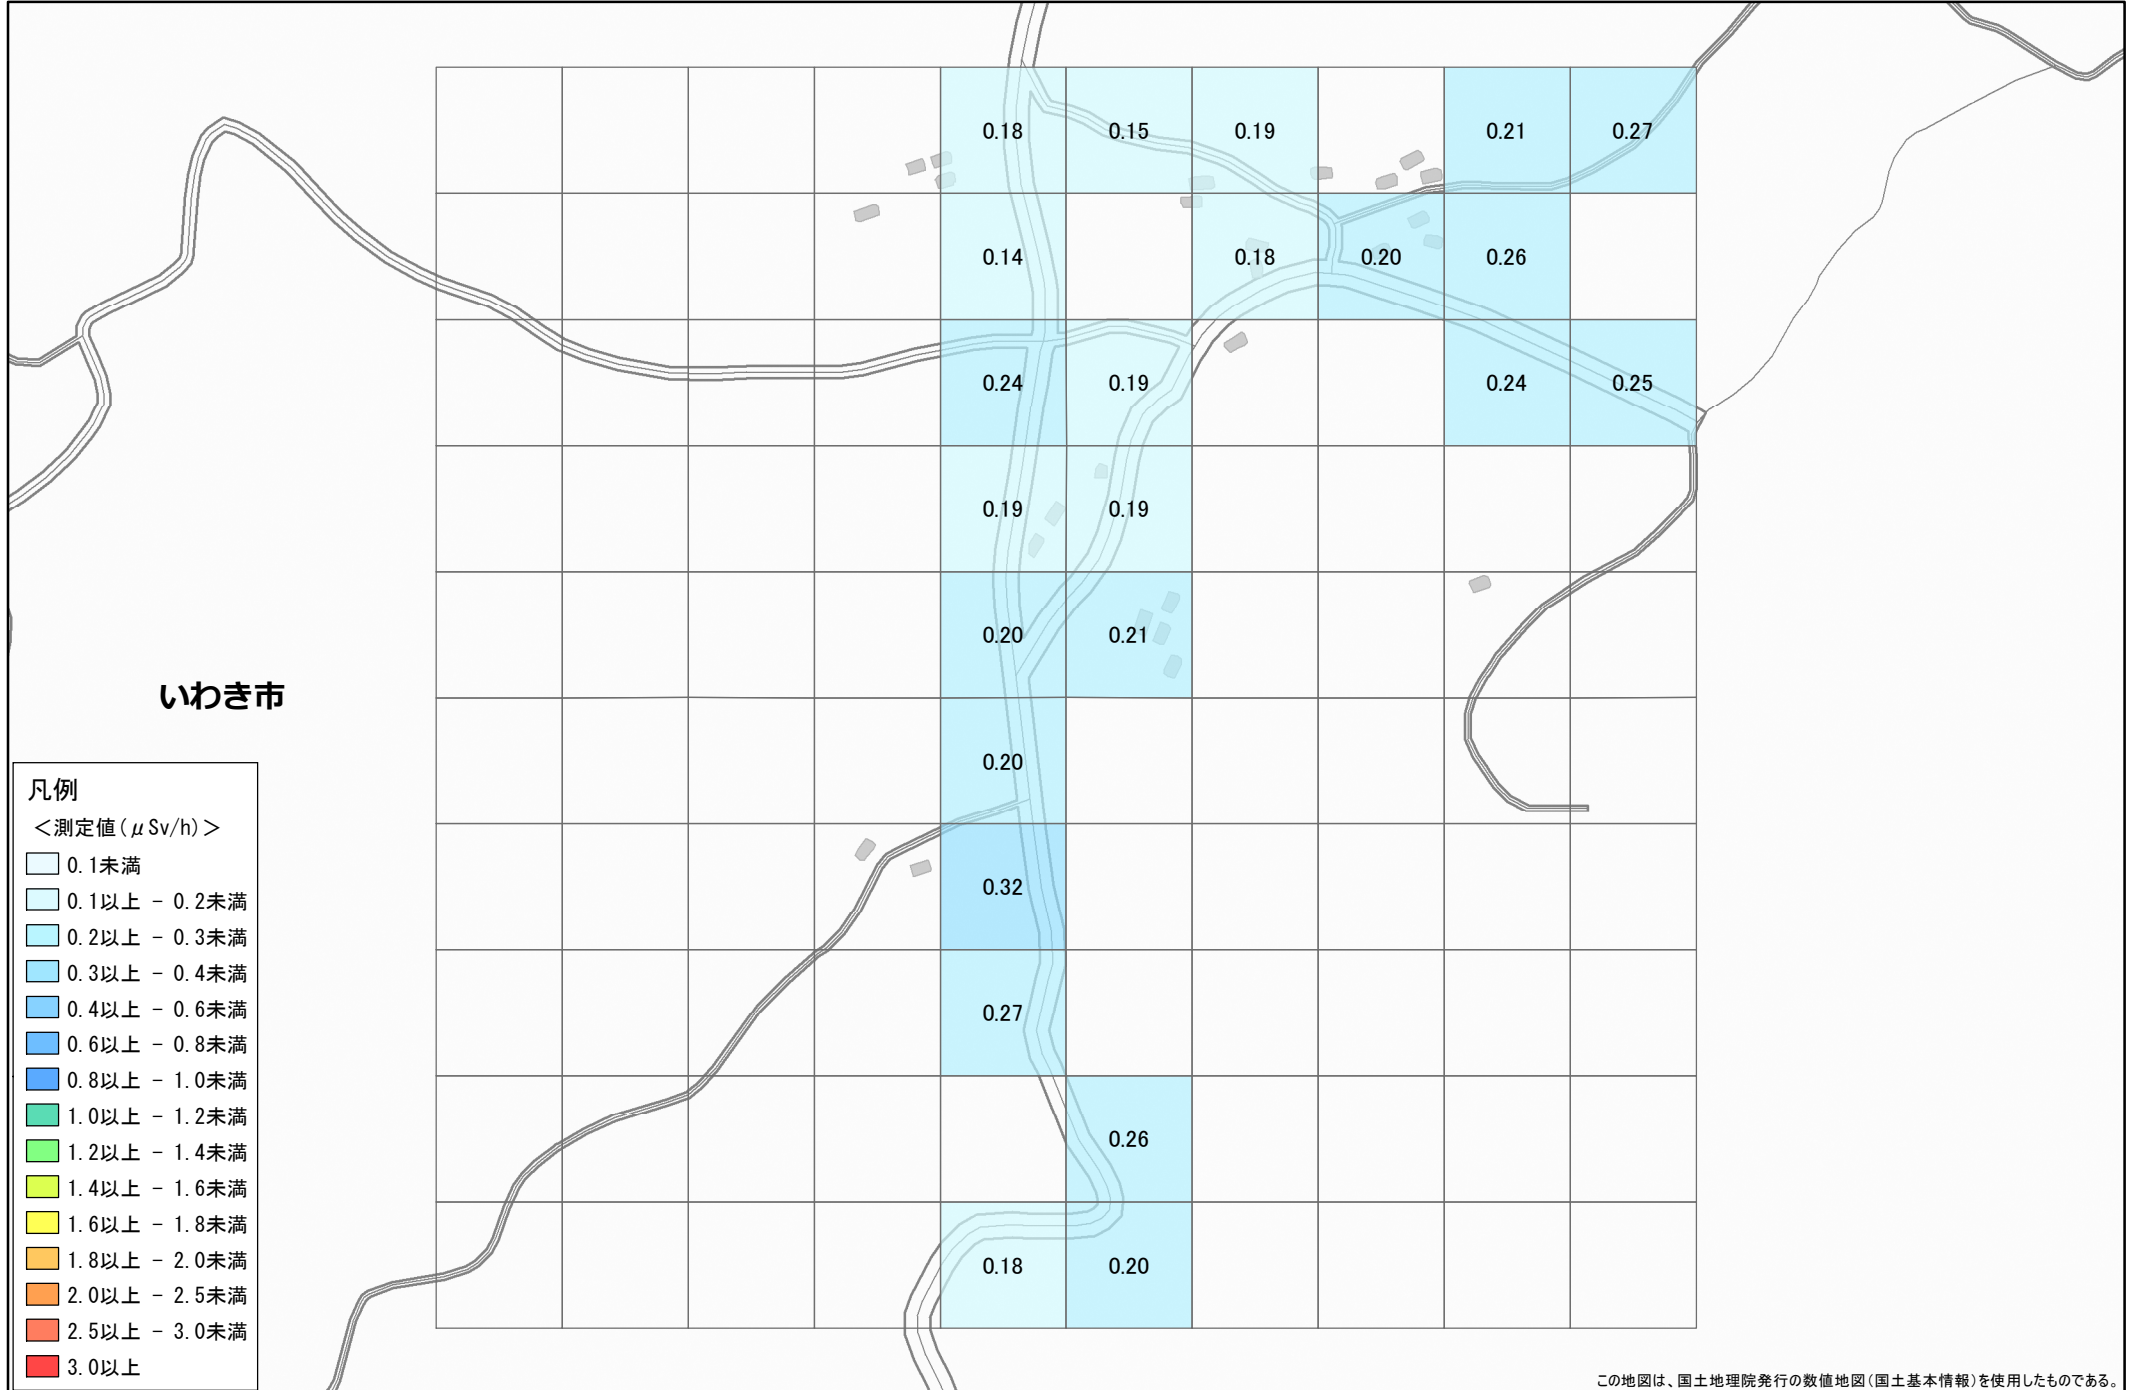 0.18 0.15 0.19 0.21 0.27
0.14 0.18 0.20 0.26
0.24 0.19 0.24 0.25
0.19 0.19
0.20 0.21
いわき市
0.20
0.32
0.27
0.26
0.18 0.20
凡例
＜測定値(μSv/h)＞
0.1未満
0.1以上 － 0.2未満
0.2以上 － 0.3未満
0.3以上 － 0.4未満
0.4以上 － 0.6未満
0.6以上 － 0.8未満
0.8以上 － 1.0未満
1.0以上 － 1.2未満
1.2以上 － 1.4未満
1.4以上 － 1.6未満
1.6以上 － 1.8未満
1.8以上 － 2.0未満
2.0以上 － 2.5未満
2.5以上 － 3.0未満
3.0以上
この地図は、国土地理院発行の数値地図（国土基本情報）を使用したものである。